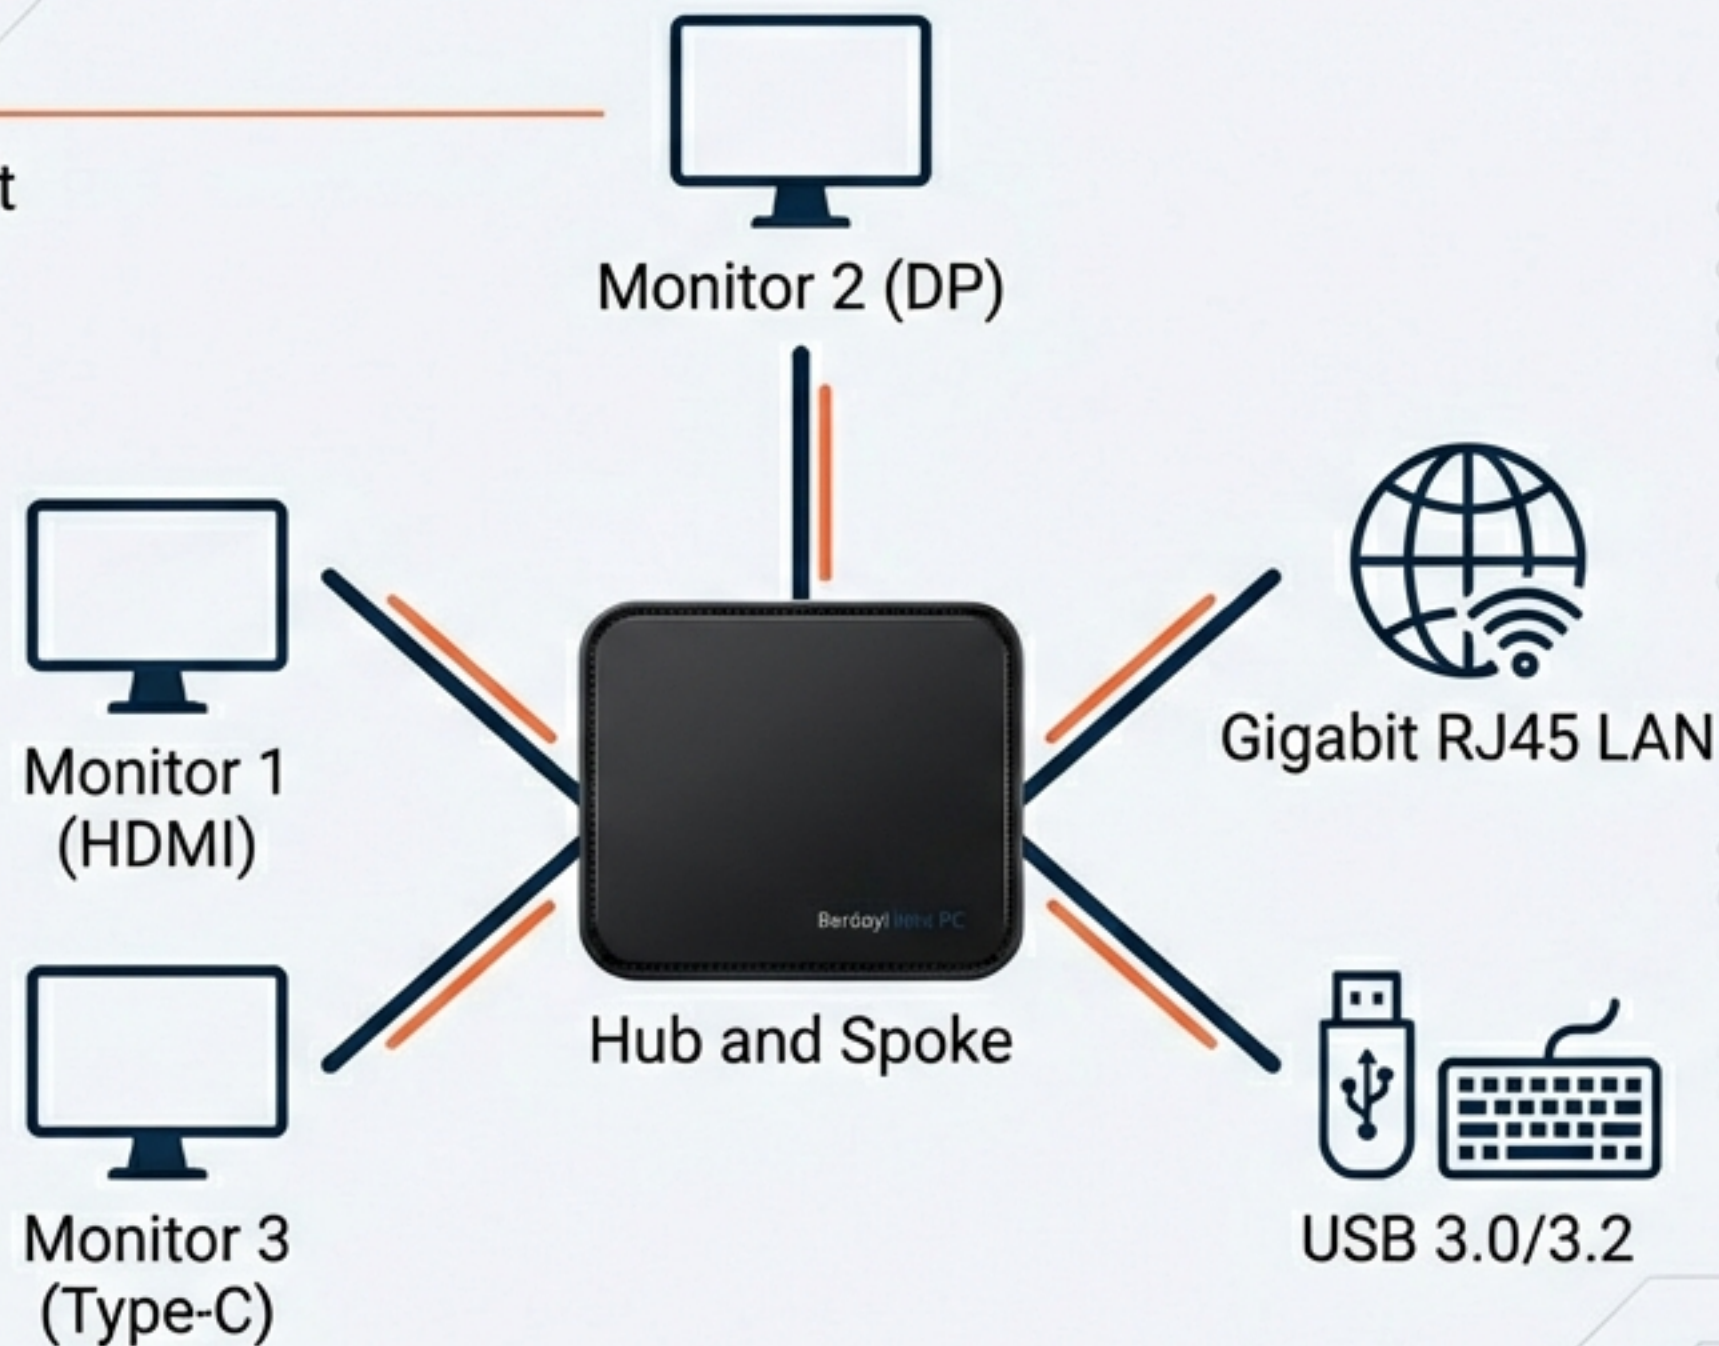 t
Monitor 2 (DP)
Monitor 1
(HDMI)
Gigabit RJ45 LAN
PC
Hub and Spoke
Monitor 3
(Type-C)
USB 3.0/3.2